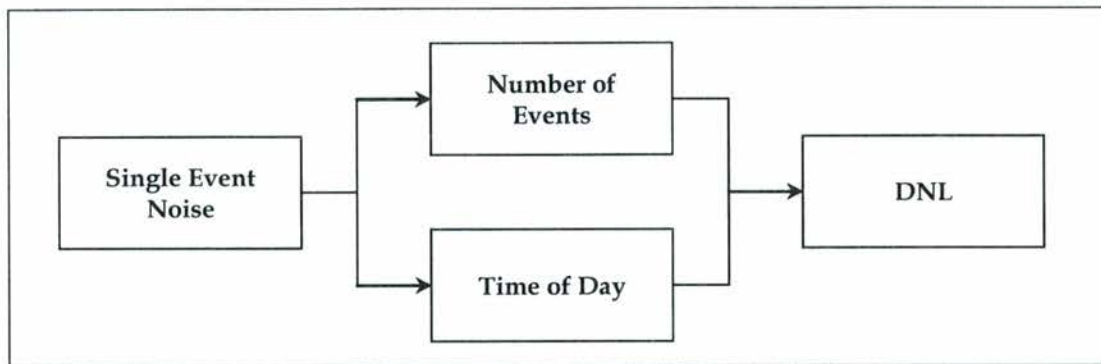 Single Event
Noise
Number of
Events
Time of Day
DNL